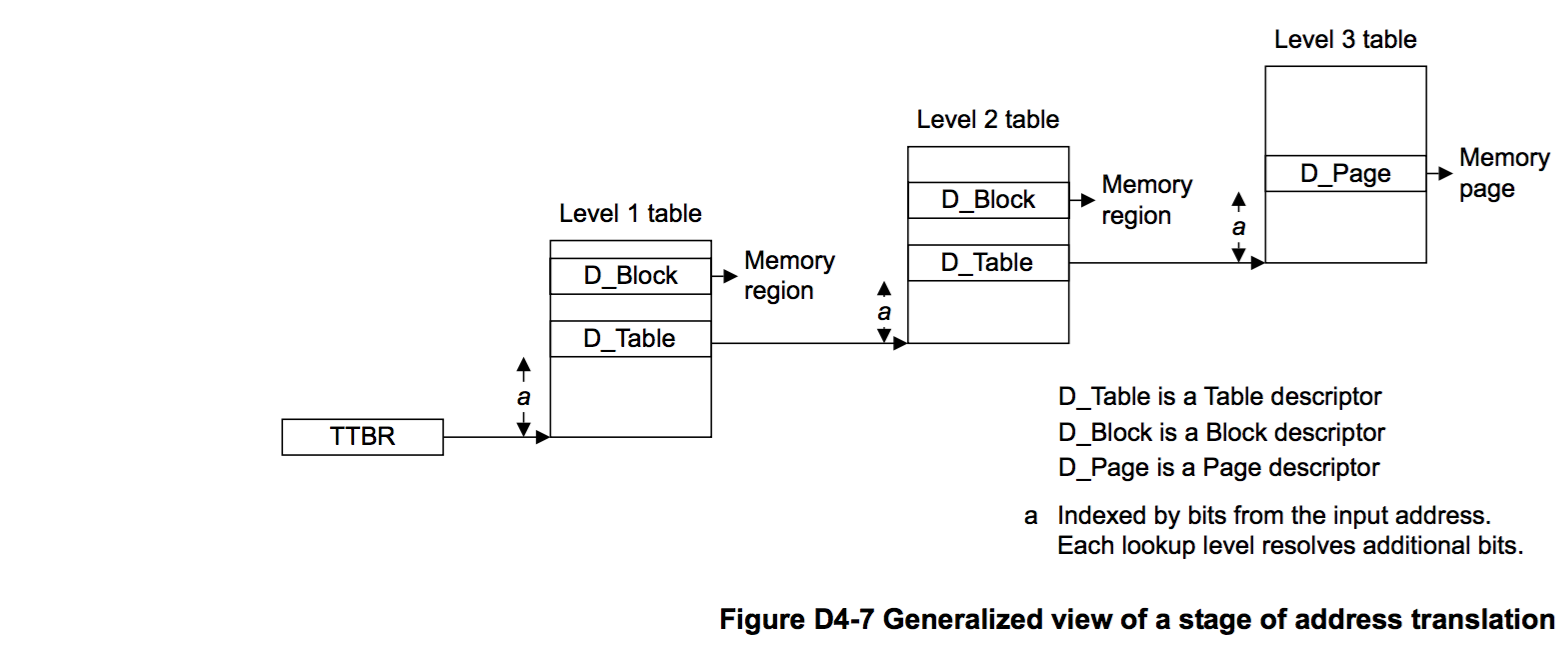 Level 3 table
Level 2 table
D_Page
Memory
page
Level 1 table
D_Block
Memory
region
a
D_Block
Memory
region
a
D_Table
D_Table
a
TTBR
D_Table is a Table descriptor
D_Block is a Block descriptor
D_Page is a Page descriptor
a Indexed by bits from the input address.
Each lookup level resolves additional bits.
Figure D4-7 Generalized view of a stage of address translation